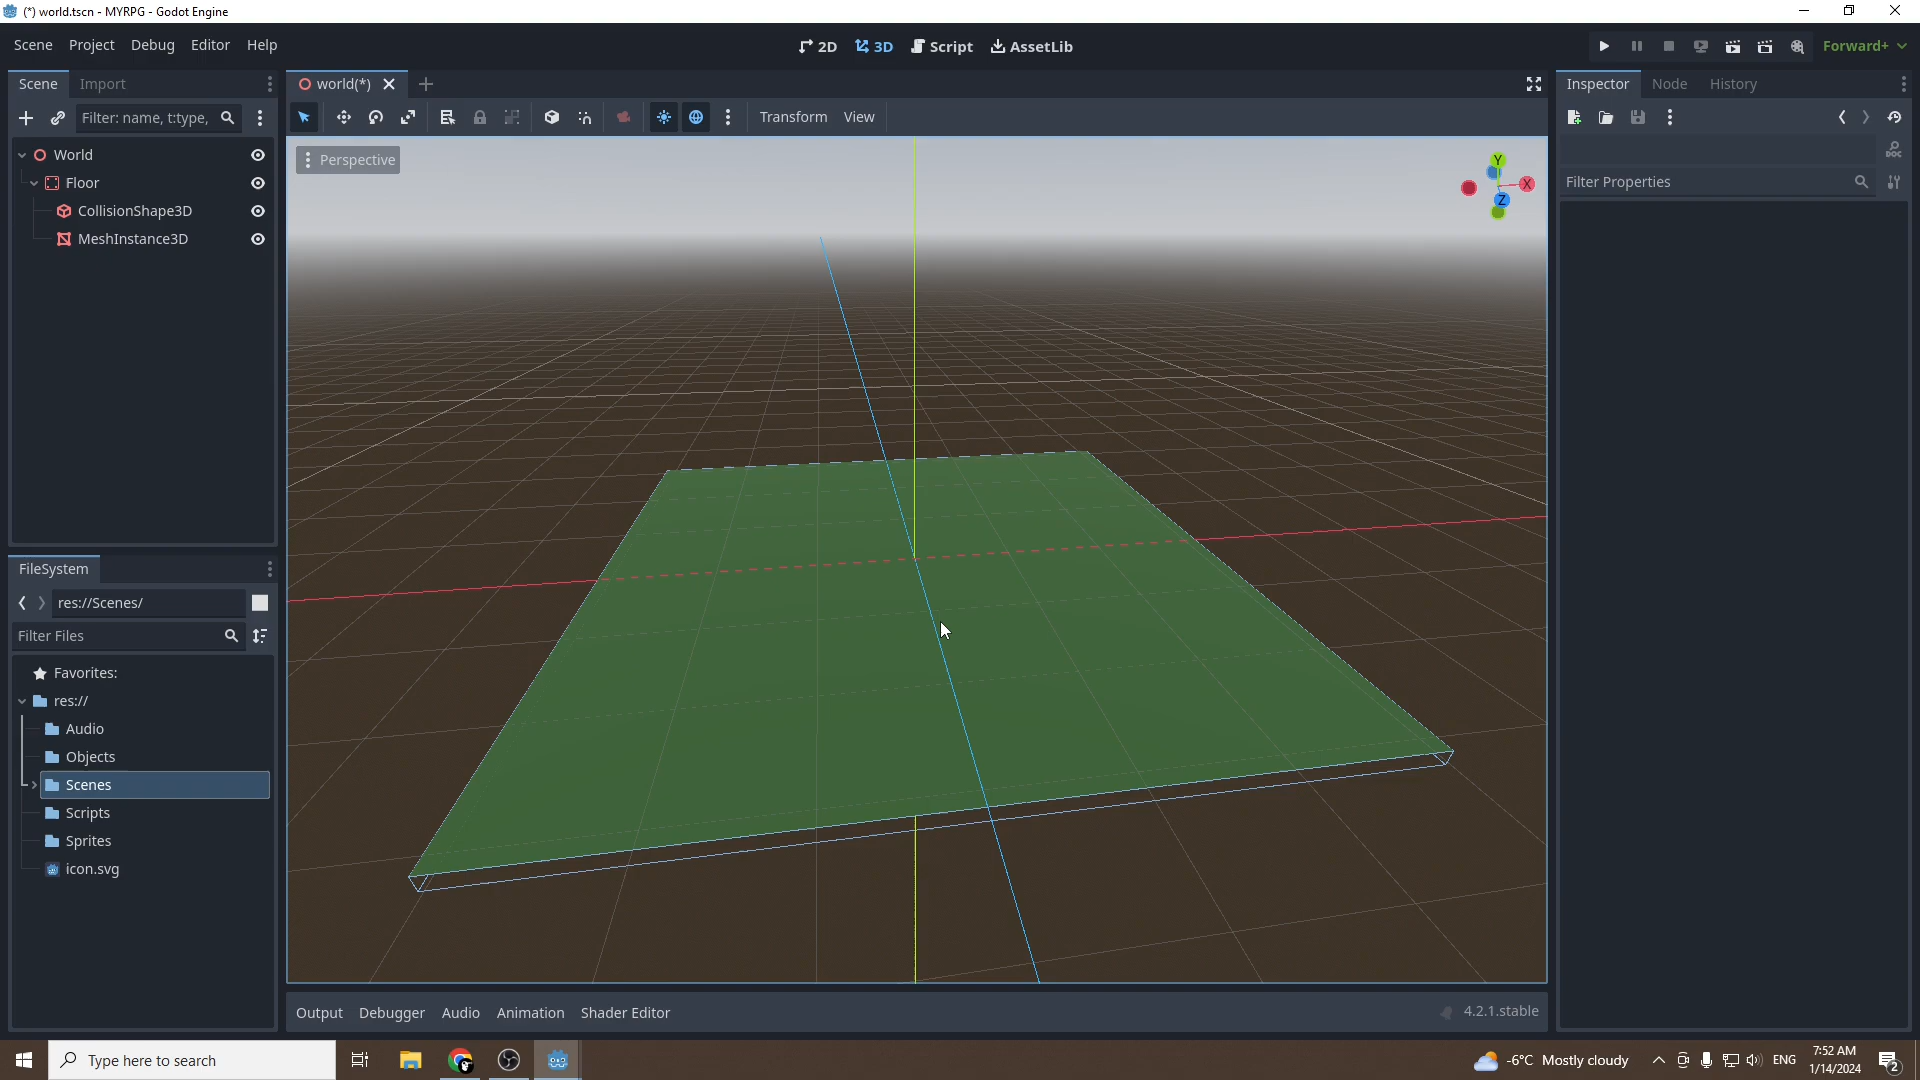 (*) world.tscn - MYRPG - Godot Engine
Scene Project Debug Editor Help
2D 3D Script AssetLib
Forward+
Scene Import
world(*)
Inspector Node History
Filter: name, t:type,
Transform View
World
Floor
CollisionShape3D
MeshInstance3D
Perspective
Y
X
Z
DOC
Filter Properties
FileSystem
res://Scenes/
Filter Files
Favorites:
res://
Audio
Objects
Scenes
Scripts
Sprites
icon.svg
Output Debugger Audio Animation Shader Editor
4.2.1.stable
Type here to search
-6°C Mostly cloudy
ENG
7:52 AM
1/14/2024
2